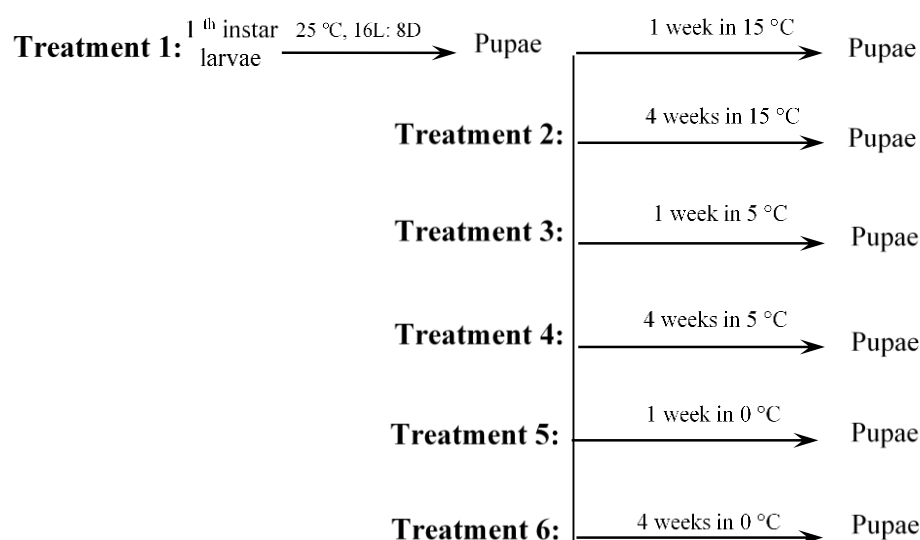 Treatment 1: 1 th instar larvae 25 °C, 16L: 8D Pupae 1 week in 15 °C Pupae
Treatment 2: 4 weeks in 15 °C Pupae
Treatment 3: 1 week in 5 °C Pupae
Treatment 4: 4 weeks in 5 °C Pupae
Treatment 5: 1 week in 0 °C Pupae
Treatment 6: 4 weeks in 0 °C Pupae